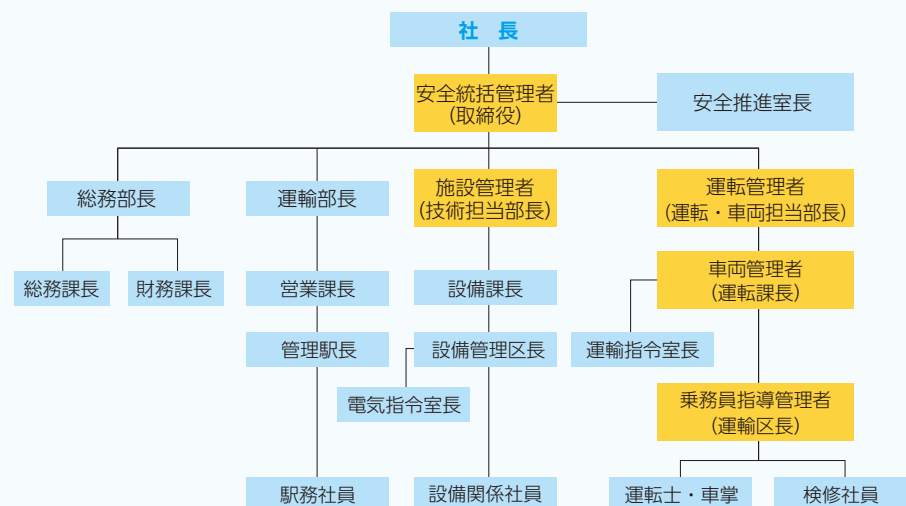 社　長
安全統括管理者
(取締役)
安全推進室長
総務部長
運輸部長
施設管理者
(技術担当部長)
運転管理者
(運転・車両担当部長)
総務課長
財務課長
営業課長
設備課長
車両管理者
(運転課長)
管理駅長
設備管理区長
運輸指令室長
電気指令室長
乗務員指導管理者
(運輸区長)
駅務社員
設備関係社員
運転士・車掌
検修社員